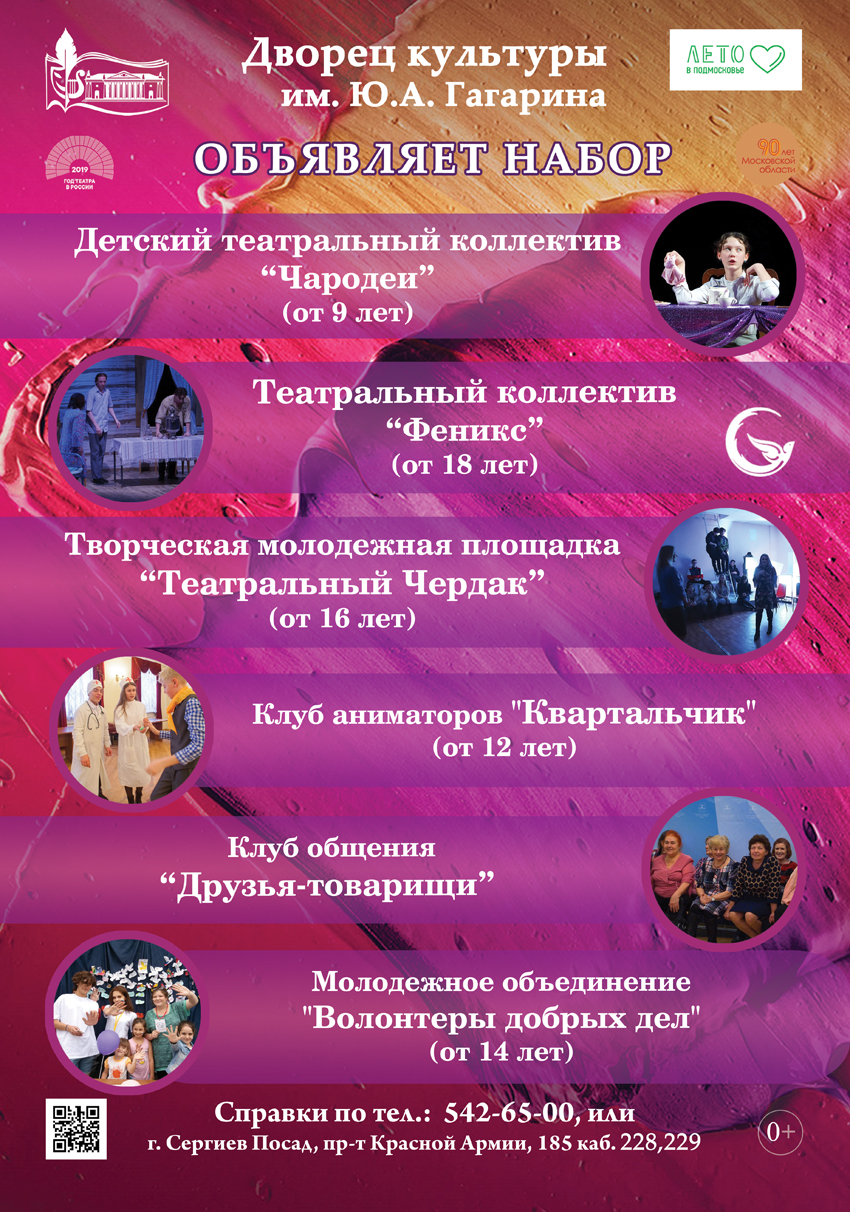 Дворец культуры
им. Ю.А. Гагарина
ЛЕТО
В ПОДМОСКОВЬЕ
ОБЪЯВЛЯЕТ НАБОР
2019
ГОД ТЕАТРА
В РОССИИ
90 лет
Московской
области
Детский театральный коллектив
“Чародеи”
(от 9 лет)
Театральный коллектив
“Феникс”
(от 18 лет)
Творческая молодежная площадка
“Театральный Чердак”
(от 16 лет)
Клуб аниматоров "Квартальчик"
(от 12 лет)
Клуб общения
“Друзья-товарищи”
Молодежное объединение
"Волонтеры добрых дел"
(от 14 лет)
Справки по тел.: 542-65-00, или
г. Сергиев Посад, пр-т Красной Армии, 185 каб. 228,229
0+